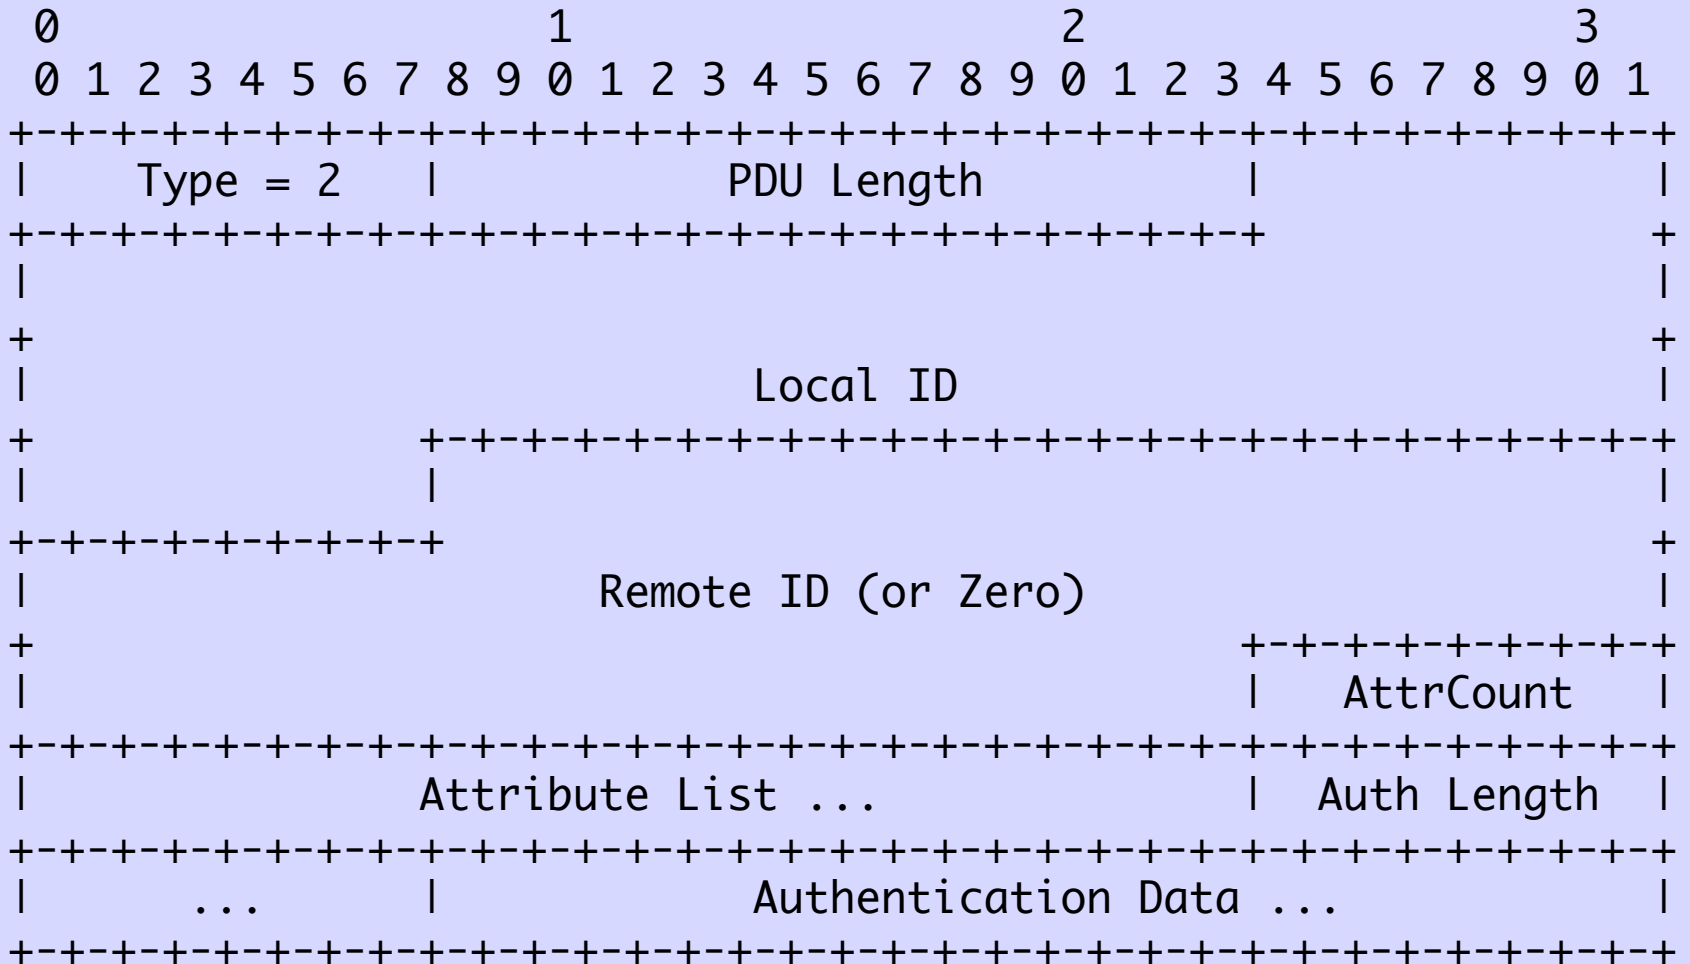 0                   1                   2                   3
 0 1 2 3 4 5 6 7 8 9 0 1 2 3 4 5 6 7 8 9 0 1 2 3 4 5 6 7 8 9 0 1
+-+-+-+-+-+-+-+-+-+-+-+-+-+-+-+-+-+-+-+-+-+-+-+-+-+-+-+-+-+-+-+-+
|    Type = 2   |           PDU Length          |               |
+-+-+-+-+-+-+-+-+-+-+-+-+-+-+-+-+-+-+-+-+-+-+-+-+               +
|                                                               |
+                                                               +
|                            Local ID                           |
+               +-+-+-+-+-+-+-+-+-+-+-+-+-+-+-+-+-+-+-+-+-+-+-+-+
|               |                                               |
+-+-+-+-+-+-+-+-+                                               +
|                      Remote ID (or Zero)                      |
+                                               +-+-+-+-+-+-+-+-+
|                                               |   AttrCount   |
+-+-+-+-+-+-+-+-+-+-+-+-+-+-+-+-+-+-+-+-+-+-+-+-+-+-+-+-+-+-+-+-+
|               Attribute List ...              |  Auth Length  |
+-+-+-+-+-+-+-+-+-+-+-+-+-+-+-+-+-+-+-+-+-+-+-+-+-+-+-+-+-+-+-+-+
|      ...      |            Authentication Data ...            |
+-+-+-+-+-+-+-+-+-+-+-+-+-+-+-+-+-+-+-+-+-+-+-+-+-+-+-+-+-+-+-+-+